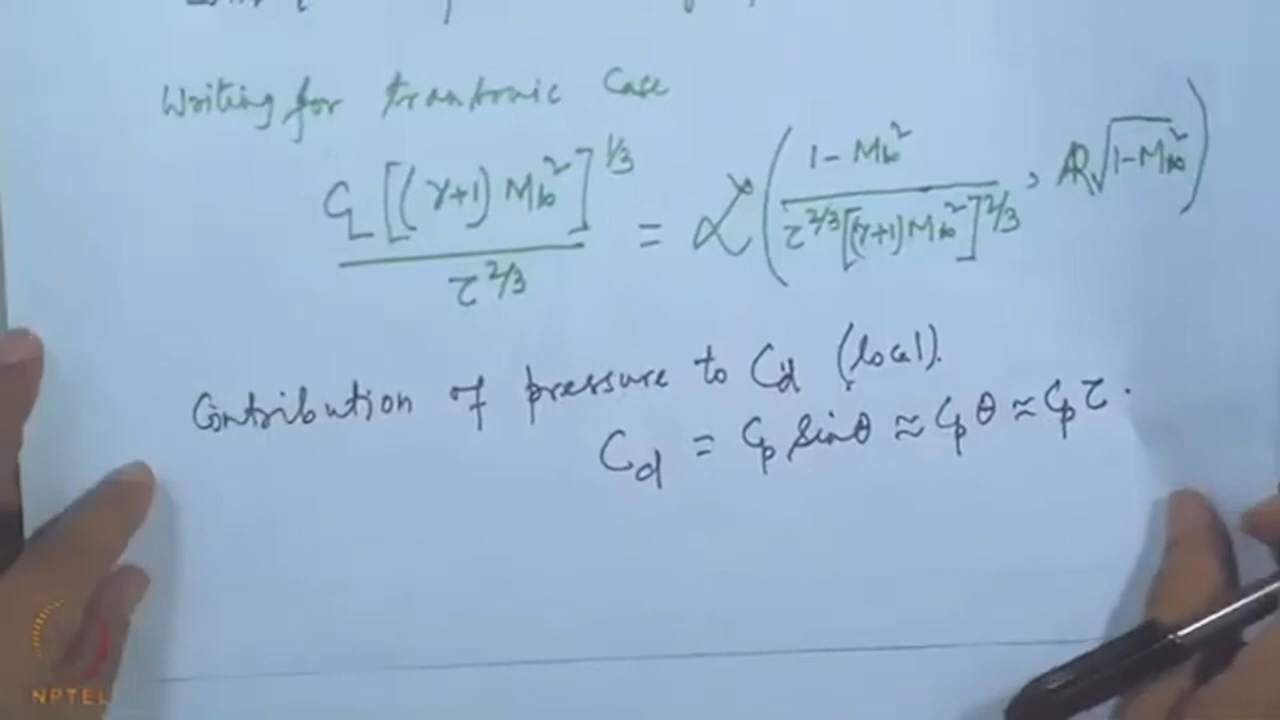 Writing for transonic case
C_L [(γ+1) M∞²]^1/3 / τ^2/3 = ℒ( 1 - M∞² / τ^2/3 [(γ+1) M∞²]^2/3 , AR √(1-M∞²) )
Contribution of pressure to Cd (local).
Cd = Cp sinθ ≈ Cp θ ≈ Cp τ.
NPTEL